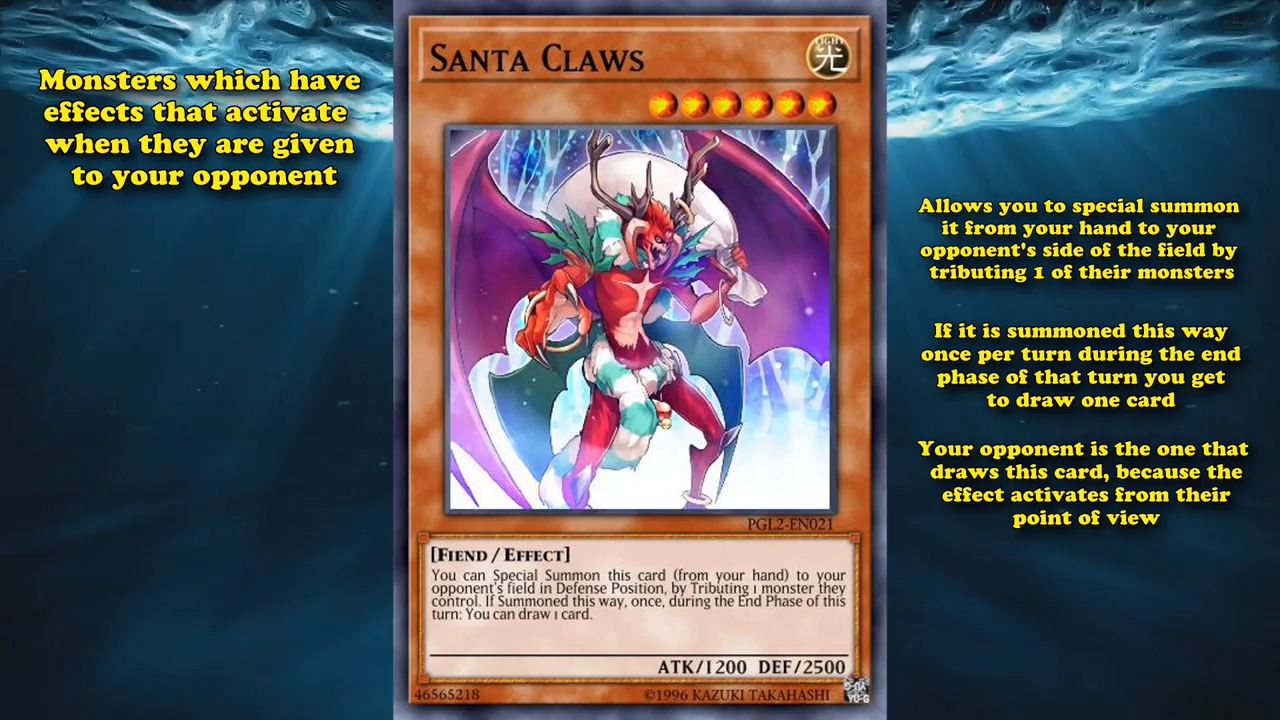 Monsters which have
effects that activate
when they are given
to your opponent
SANTA CLAWS
LIGHT
光
PGL2-EN021
[FIEND / EFFECT]
You can Special Summon this card (from your hand) to your
opponent's field in Defense Position, by Tributing 1 monster they
control. If Summoned this way, once, during the End Phase of this
turn: You can draw 1 card.
ATK/1200 DEF/2500
46565218
©1996 KAZUKI TAKAHASHI
Allows you to special summon
it from your hand to your
opponent's side of the field by
tributing 1 of their monsters
If it is summoned this way
once per turn during the end
phase of that turn you get
to draw one card
Your opponent is the one that
draws this card, because the
effect activates from their
point of view